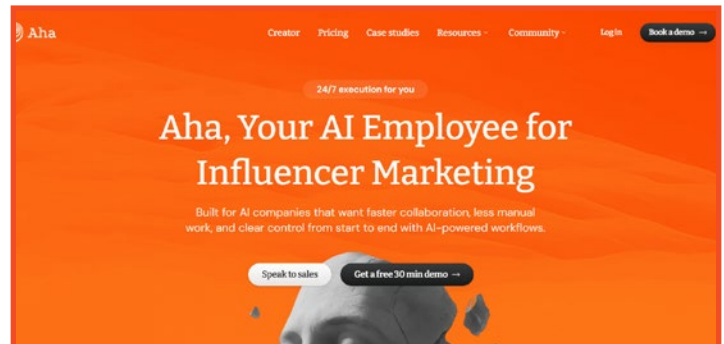 Aha
Creator Pricing Case studies Resources Community Login Book a demo →
24/7 execution for you
Aha, Your AI Employee for
Influencer Marketing
Built for AI companies that want faster collaboration, less manual
work, and clear control from start to end with AI-powered workflows.
Speak to sales Get a free 30 min demo →